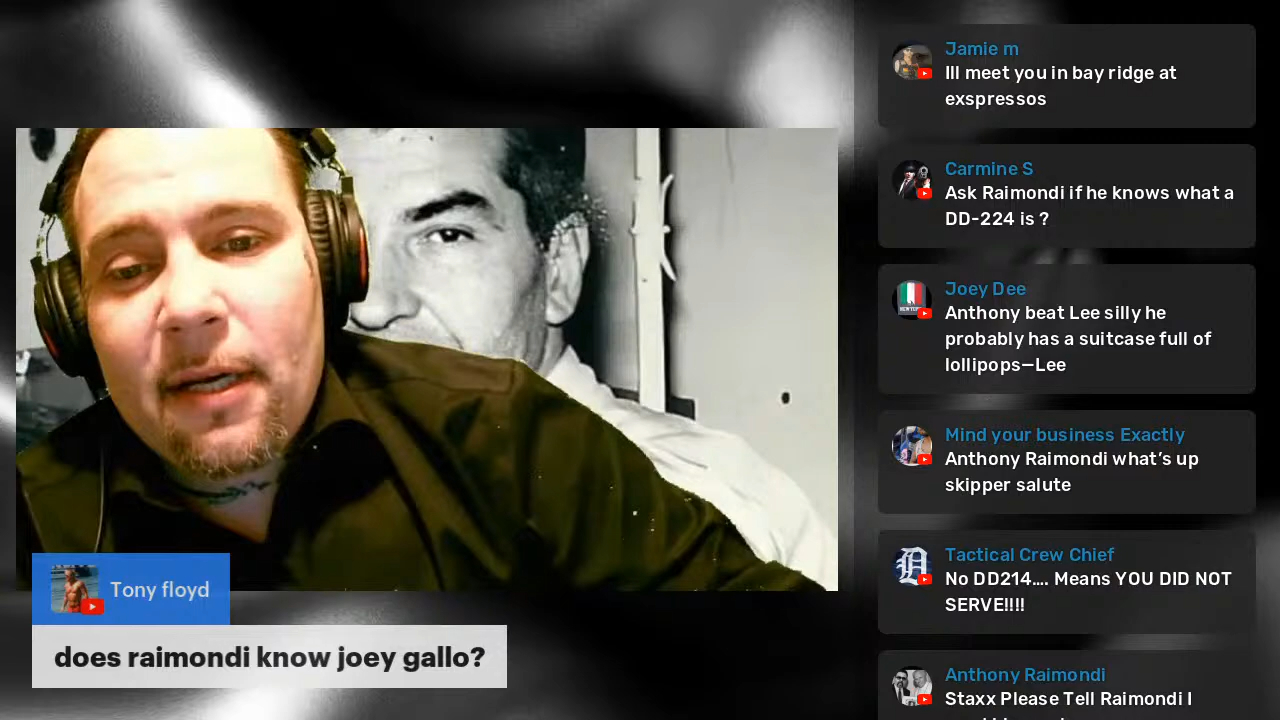 Jamie m
Ill meet you in bay ridge at
exspressos
Carmine S
Ask Raimondi if he knows what a
DD-224 is ?
Joey Dee
Anthony beat Lee silly he
probably has a suitcase full of
lollipops—Lee
Mind your business Exactly
Anthony Raimondi what's up
skipper salute
Tactical Crew Chief
No DD214.... Means YOU DID NOT
SERVE!!!!
Anthony Raimondi
Staxx Please Tell Raimondi I
Tony floyd
does raimondi know joey gallo?